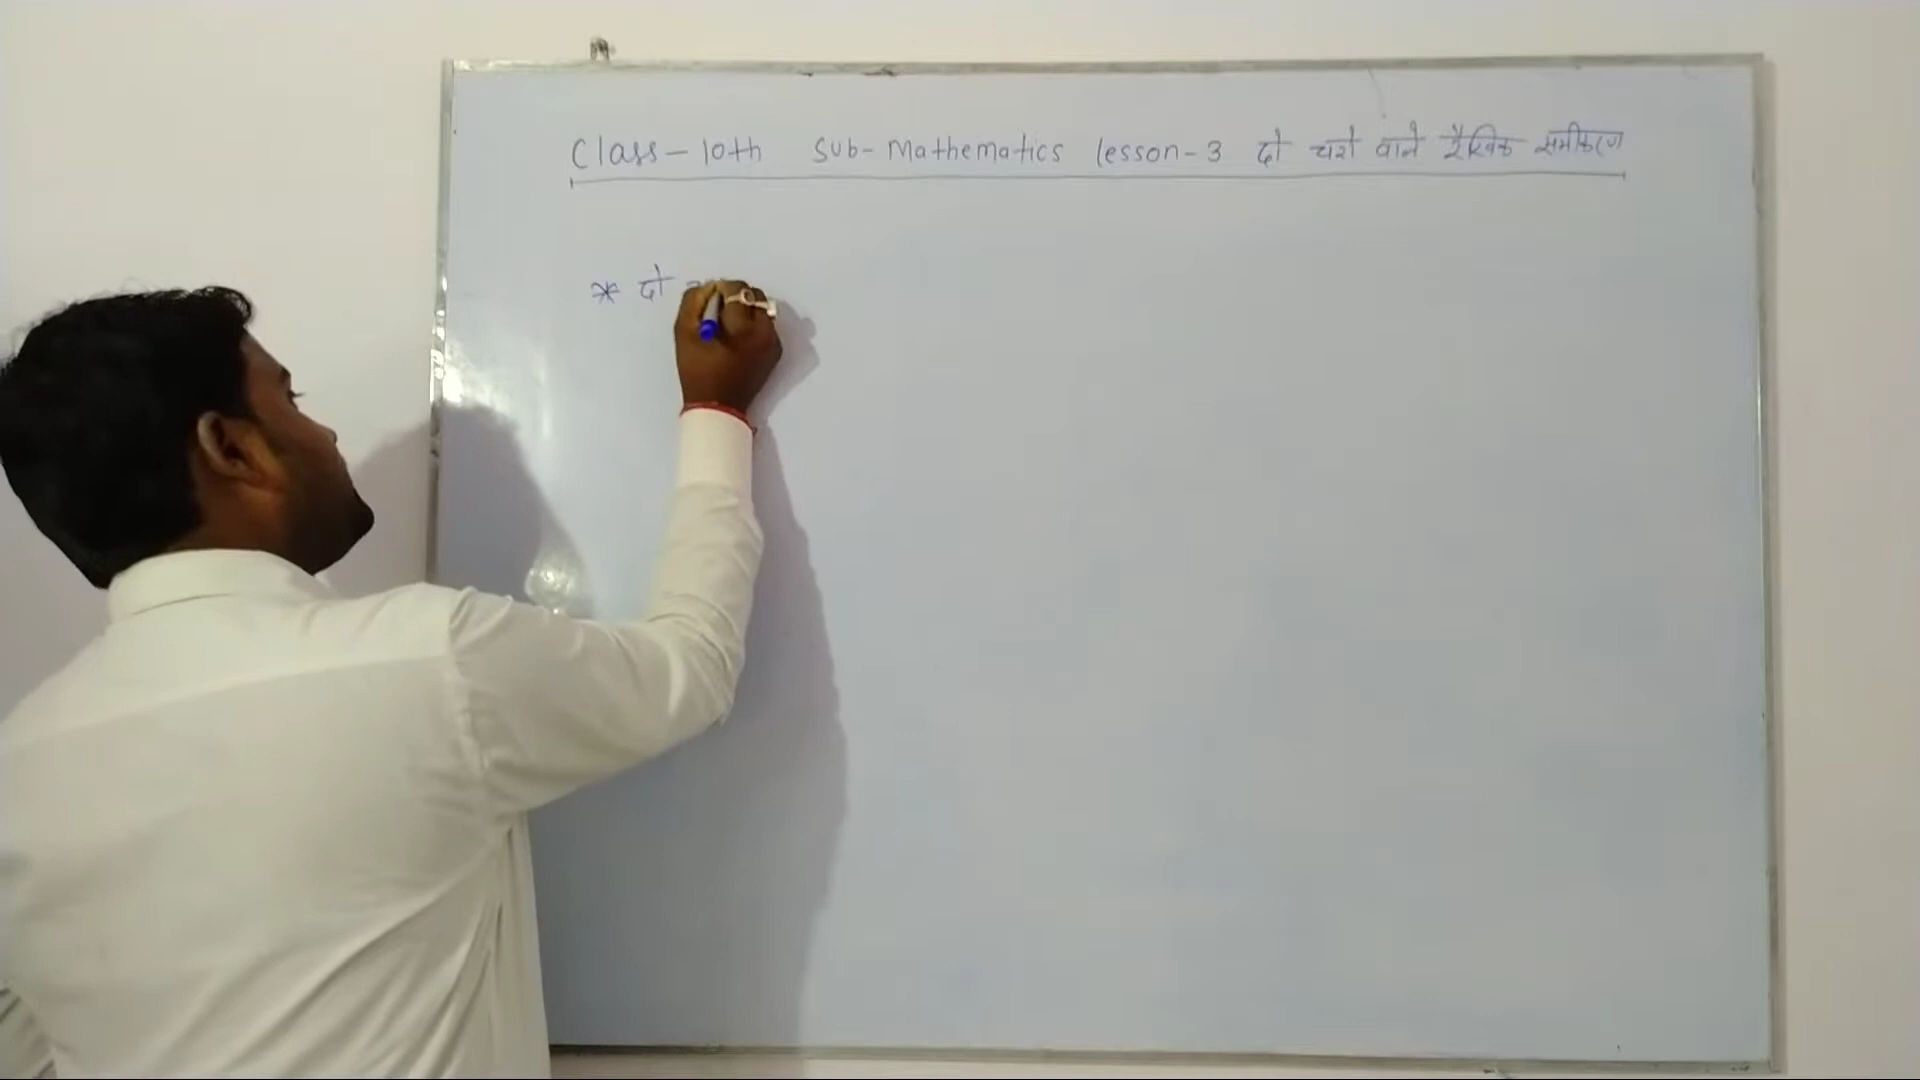 Class - 10th Sub - Mathematics lesson - 3 दो चरो वाले रैखिक समीकरण
* दो